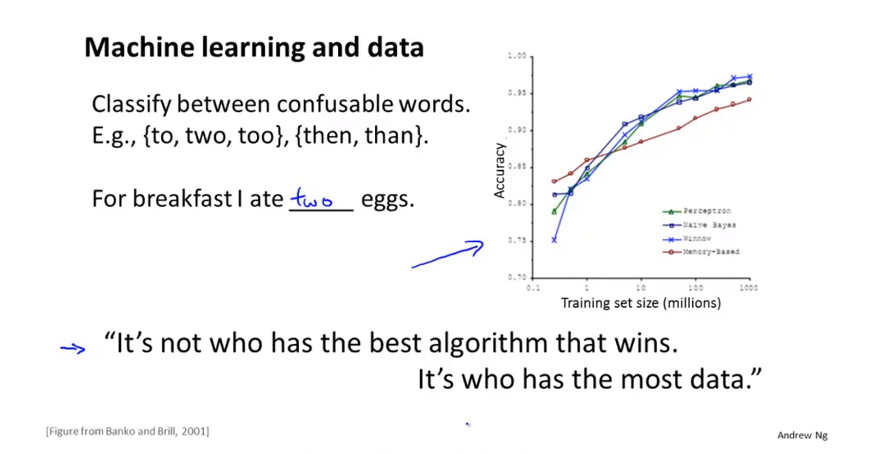 Machine learning and data
Classify between confusable words.
E.g., {to, two, too}, {then, than}.
For breakfast I ate two eggs.
1.00
0.95
0.90
0.85
0.80
0.75
0.70
Accuracy
Perceptron
Naive Bayes
Winnow
Memory-Based
0.1 1 10 100 1000
Training set size (millions)
“It’s not who has the best algorithm that wins.
It’s who has the most data.”
[Figure from Banko and Brill, 2001]
Andrew Ng